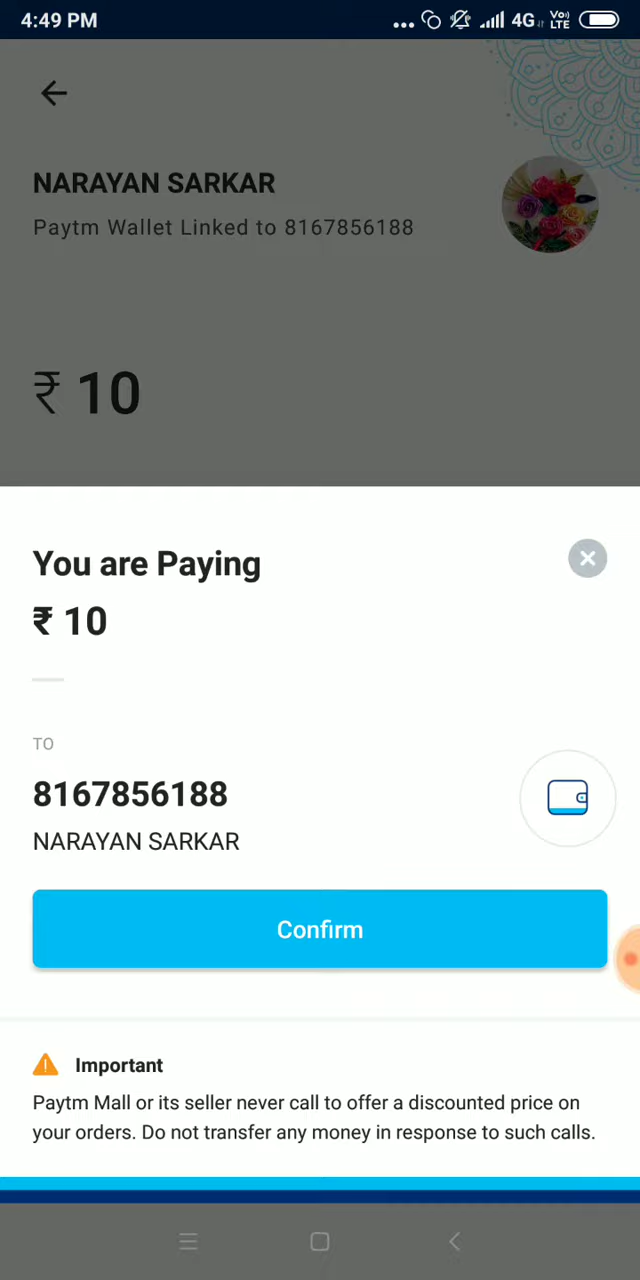 4:49 PM
4G
Vo))
LTE
NARAYAN SARKAR
Paytm Wallet Linked to 8167856188
₹ 10
You are Paying
₹ 10
TO
8167856188
NARAYAN SARKAR
Confirm
Important
Paytm Mall or its seller never call to offer a discounted price on
your orders. Do not transfer any money in response to such calls.